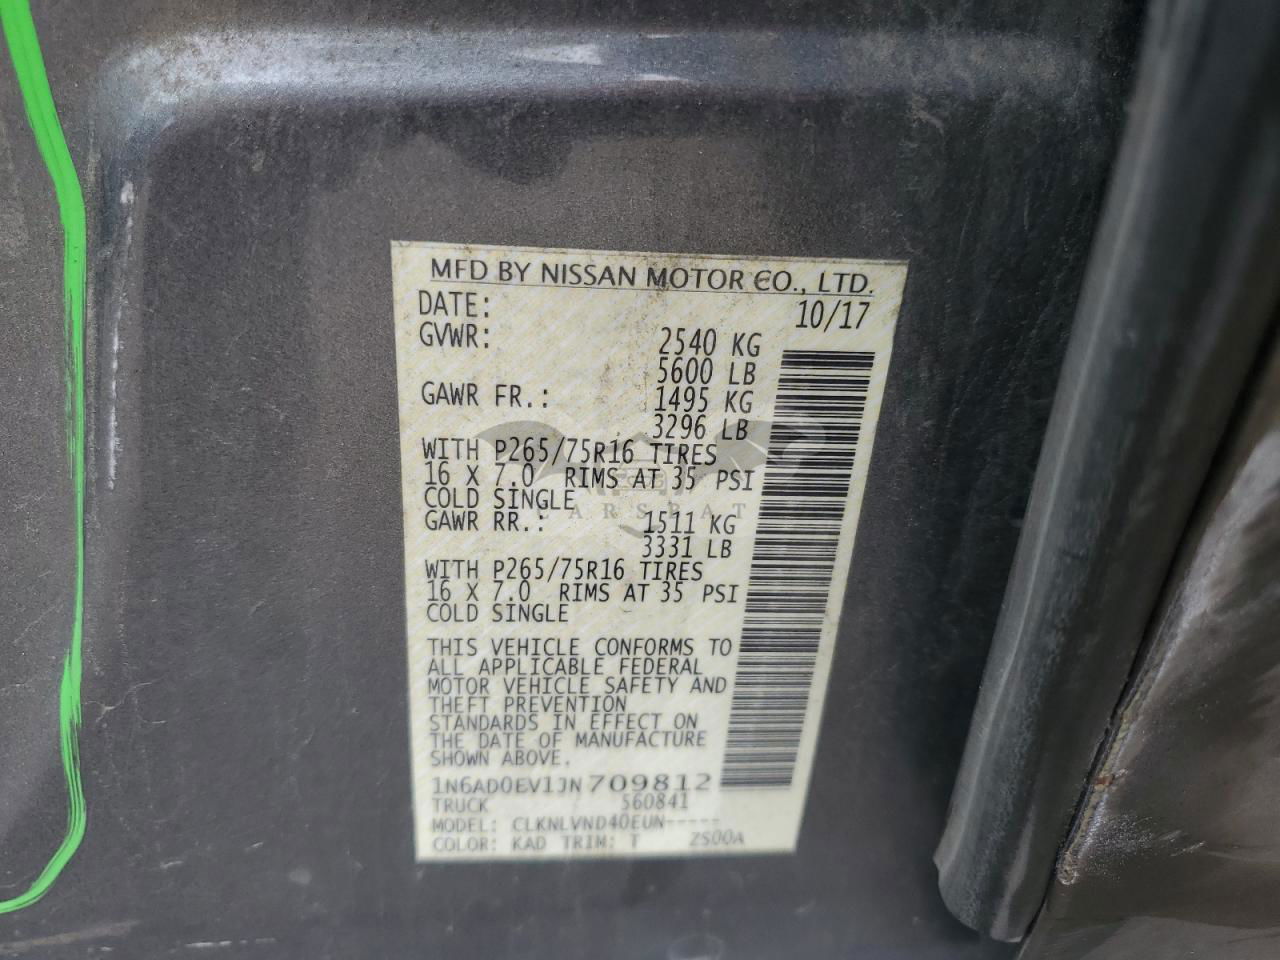 MFD BY NISSAN MOTOR CO., LTD.
DATE: 10/17
GVWR: 2540 KG
5600 LB
GAWR FR.: 1495 KG
3296 LB
WITH P265/75R16 TIRES
16 X 7.0 RIMS AT 35 PSI
COLD SINGLE
GAWR RR.: 1511 KG
3331 LB
WITH P265/75R16 TIRES
16 X 7.0 RIMS AT 35 PSI
COLD SINGLE
THIS VEHICLE CONFORMS TO
ALL APPLICABLE FEDERAL
MOTOR VEHICLE SAFETY AND
THEFT PREVENTION
STANDARDS IN EFFECT ON
THE DATE OF MANUFACTURE
SHOWN ABOVE.
1N6AD0EV1JN709812
TRUCK 560841
MODEL: CLKNLVND40EUN-----
COLOR: KAD TRIM: T ZS00A